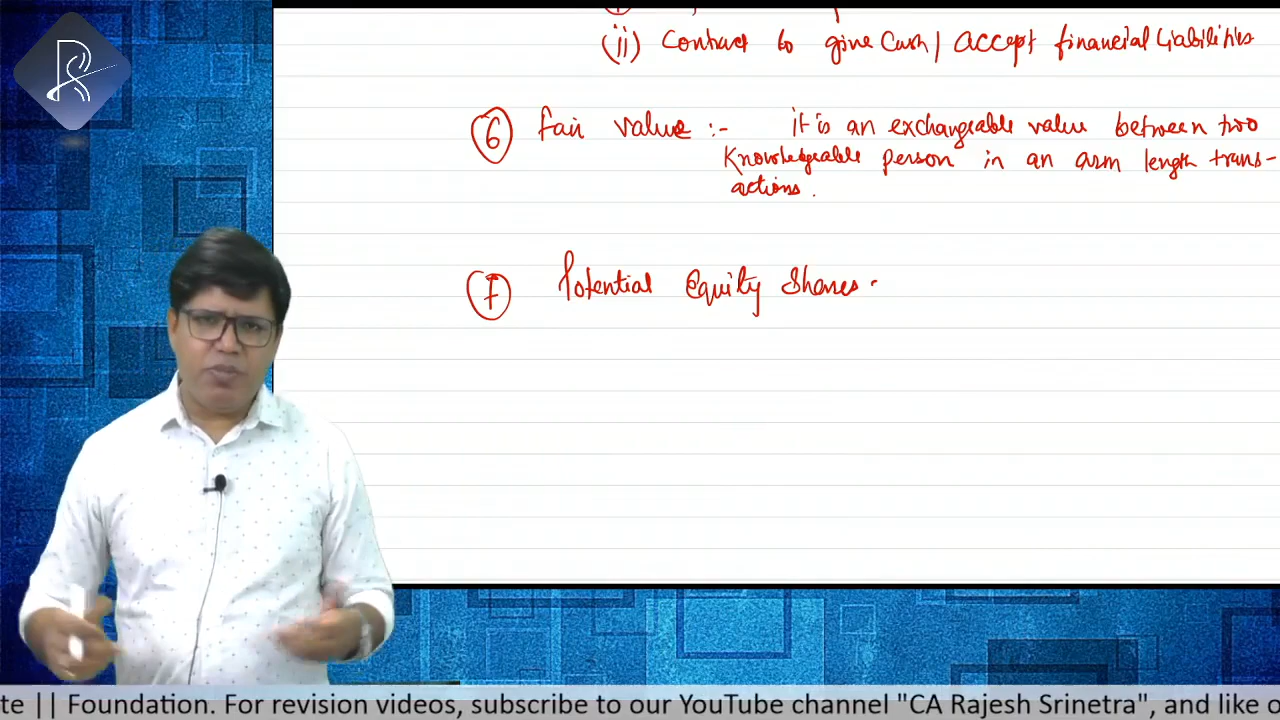 (ii) Contract to give Cash / Accept financial liabilities
6 Fair value :- it is an exchangeable value between two
Knowledgeable person in an arm length trans-
actions.
7 Potential Equity Shares.
te || Foundation. For revision videos, subscribe to our YouTube channel "CA Rajesh Srinetra", and like o